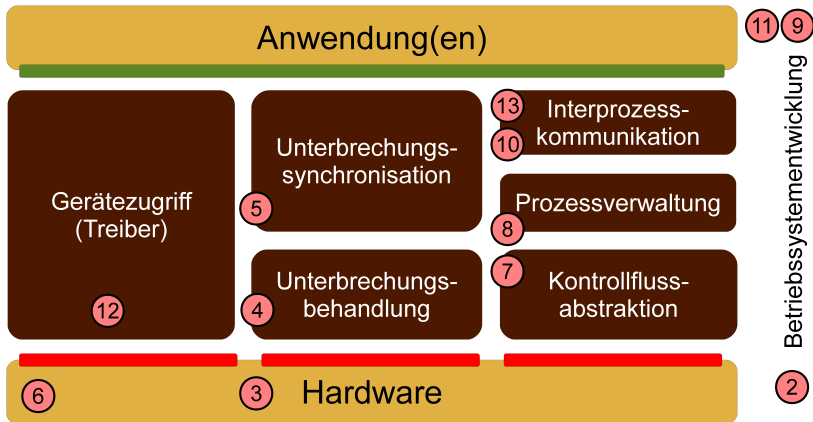 Anwendung(en)
11
9
Gerätezugriff
(Treiber)
12
Unterbrechungs-
synchronisation
5
Unterbrechungs-
behandlung
4
13
Interprozess-
kommunikation
10
Prozessverwaltung
8
7
Kontrollfluss-
abstraktion
Betriebssystementwicklung
2
6
3
Hardware